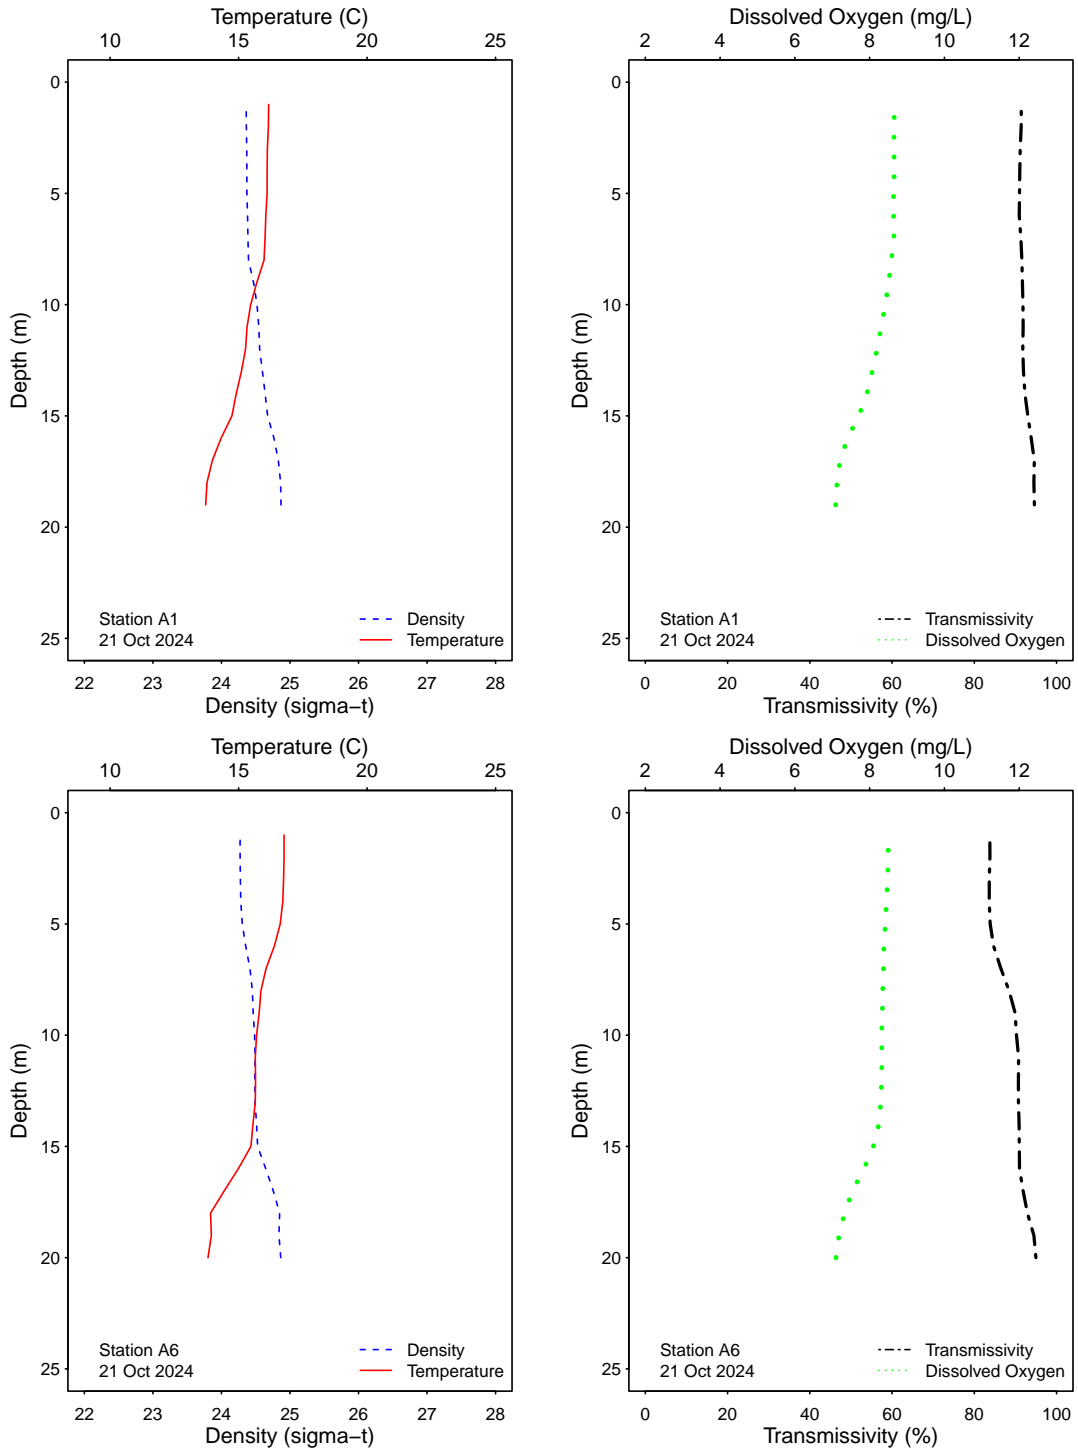 Temperature (C)
10 15 20 25
Depth (m)
0
5
10
15
20
25
Station A1
21 Oct 2024
Density
Temperature
22 23 24 25 26 27 28
Density (sigma−t)
Dissolved Oxygen (mg/L)
2 4 6 8 10 12
Depth (m)
0
5
10
15
20
25
Station A1
21 Oct 2024
Transmissivity
Dissolved Oxygen
0 20 40 60 80 100
Transmissivity (%)
Temperature (C)
10 15 20 25
Depth (m)
0
5
10
15
20
25
Station A6
21 Oct 2024
Density
Temperature
22 23 24 25 26 27 28
Density (sigma−t)
Dissolved Oxygen (mg/L)
2 4 6 8 10 12
Depth (m)
0
5
10
15
20
25
Station A6
21 Oct 2024
Transmissivity
Dissolved Oxygen
0 20 40 60 80 100
Transmissivity (%)